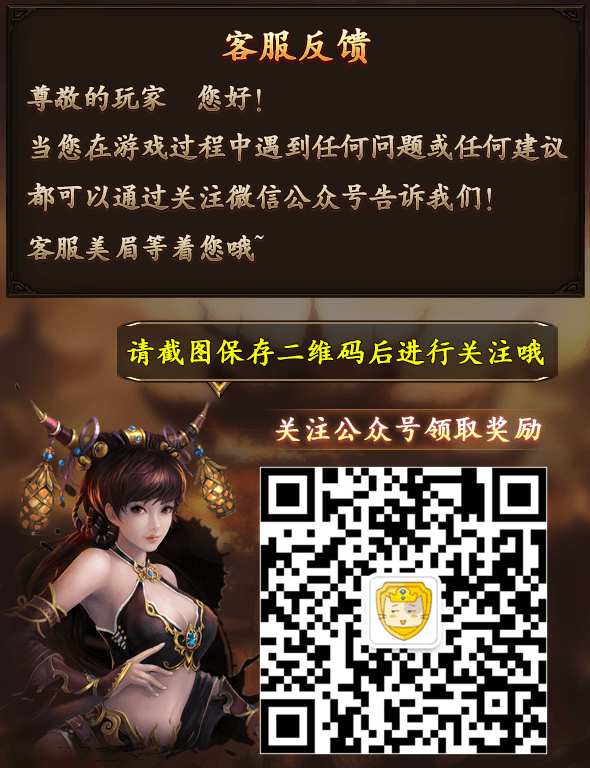 客服反馈
尊敬的玩家 您好!
当您在游戏过程中遇到任何问题或任何建议
都可以通过关注微信公众号告诉我们!
客服美眉等着您哦~
请截图保存二维码后进行关注哦
关注公众号领取奖励